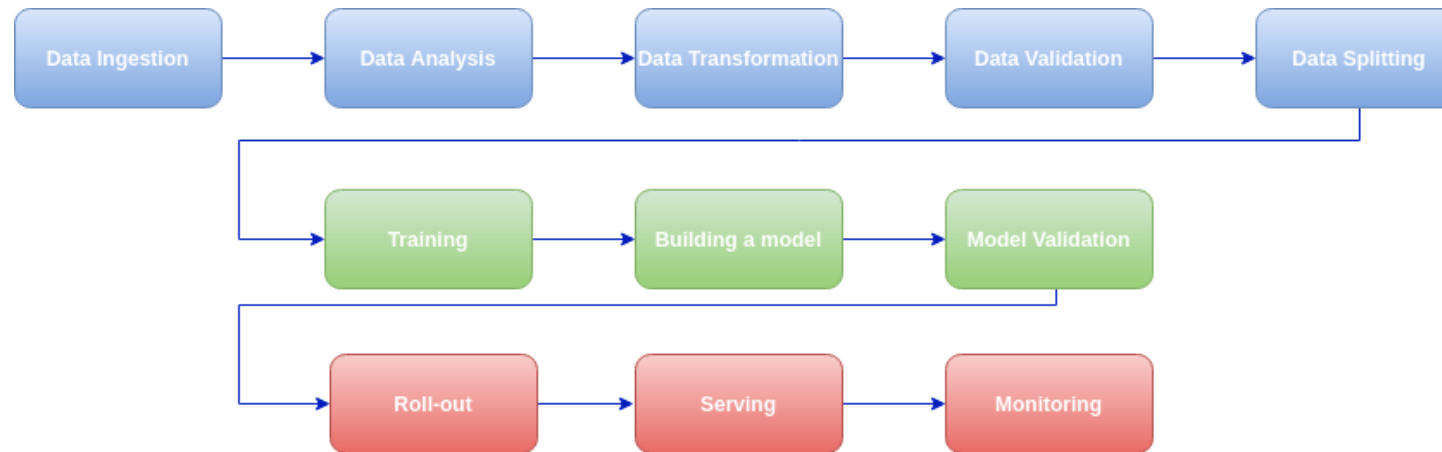 Data Ingestion
Data Analysis
Data Transformation
Data Validation
Data Splitting
Training
Building a model
Model Validation
Roll-out
Serving
Monitoring